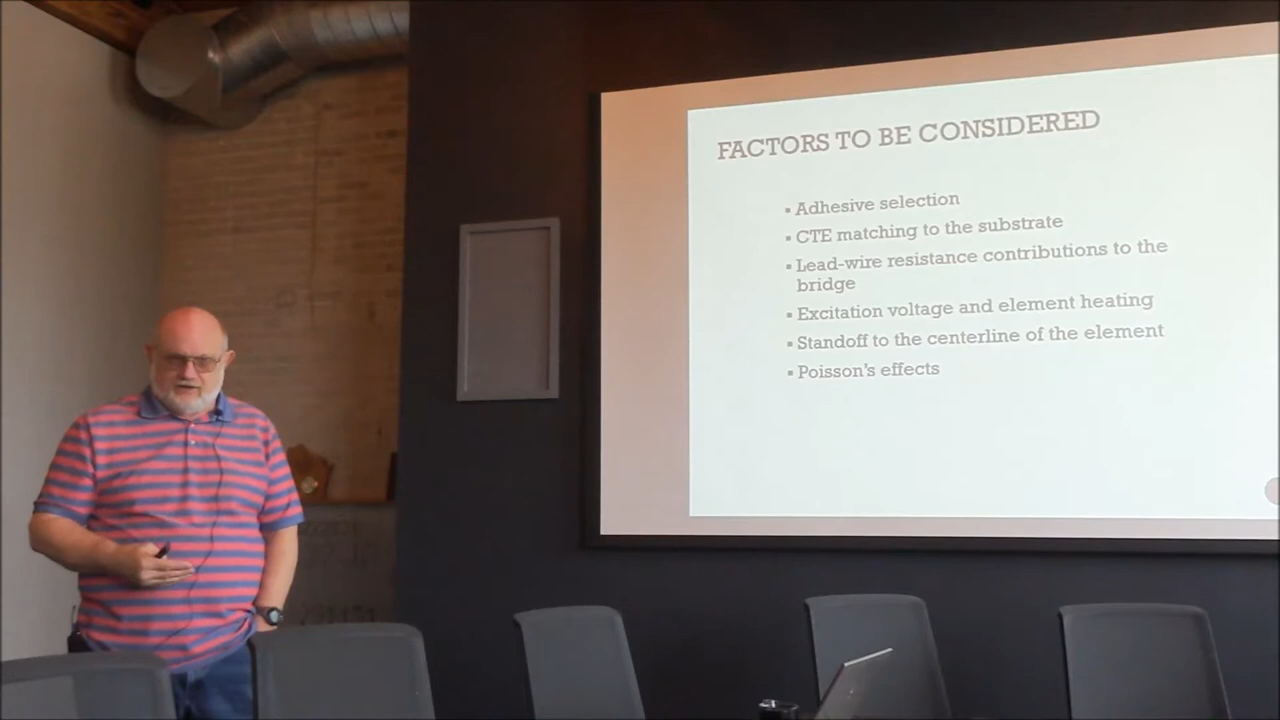 FACTORS TO BE CONSIDERED
▪ Adhesive selection
▪ CTE matching to the substrate
▪ Lead-wire resistance contributions to the
bridge
▪ Excitation voltage and element heating
▪ Standoff to the centerline of the element
▪ Poisson's effects